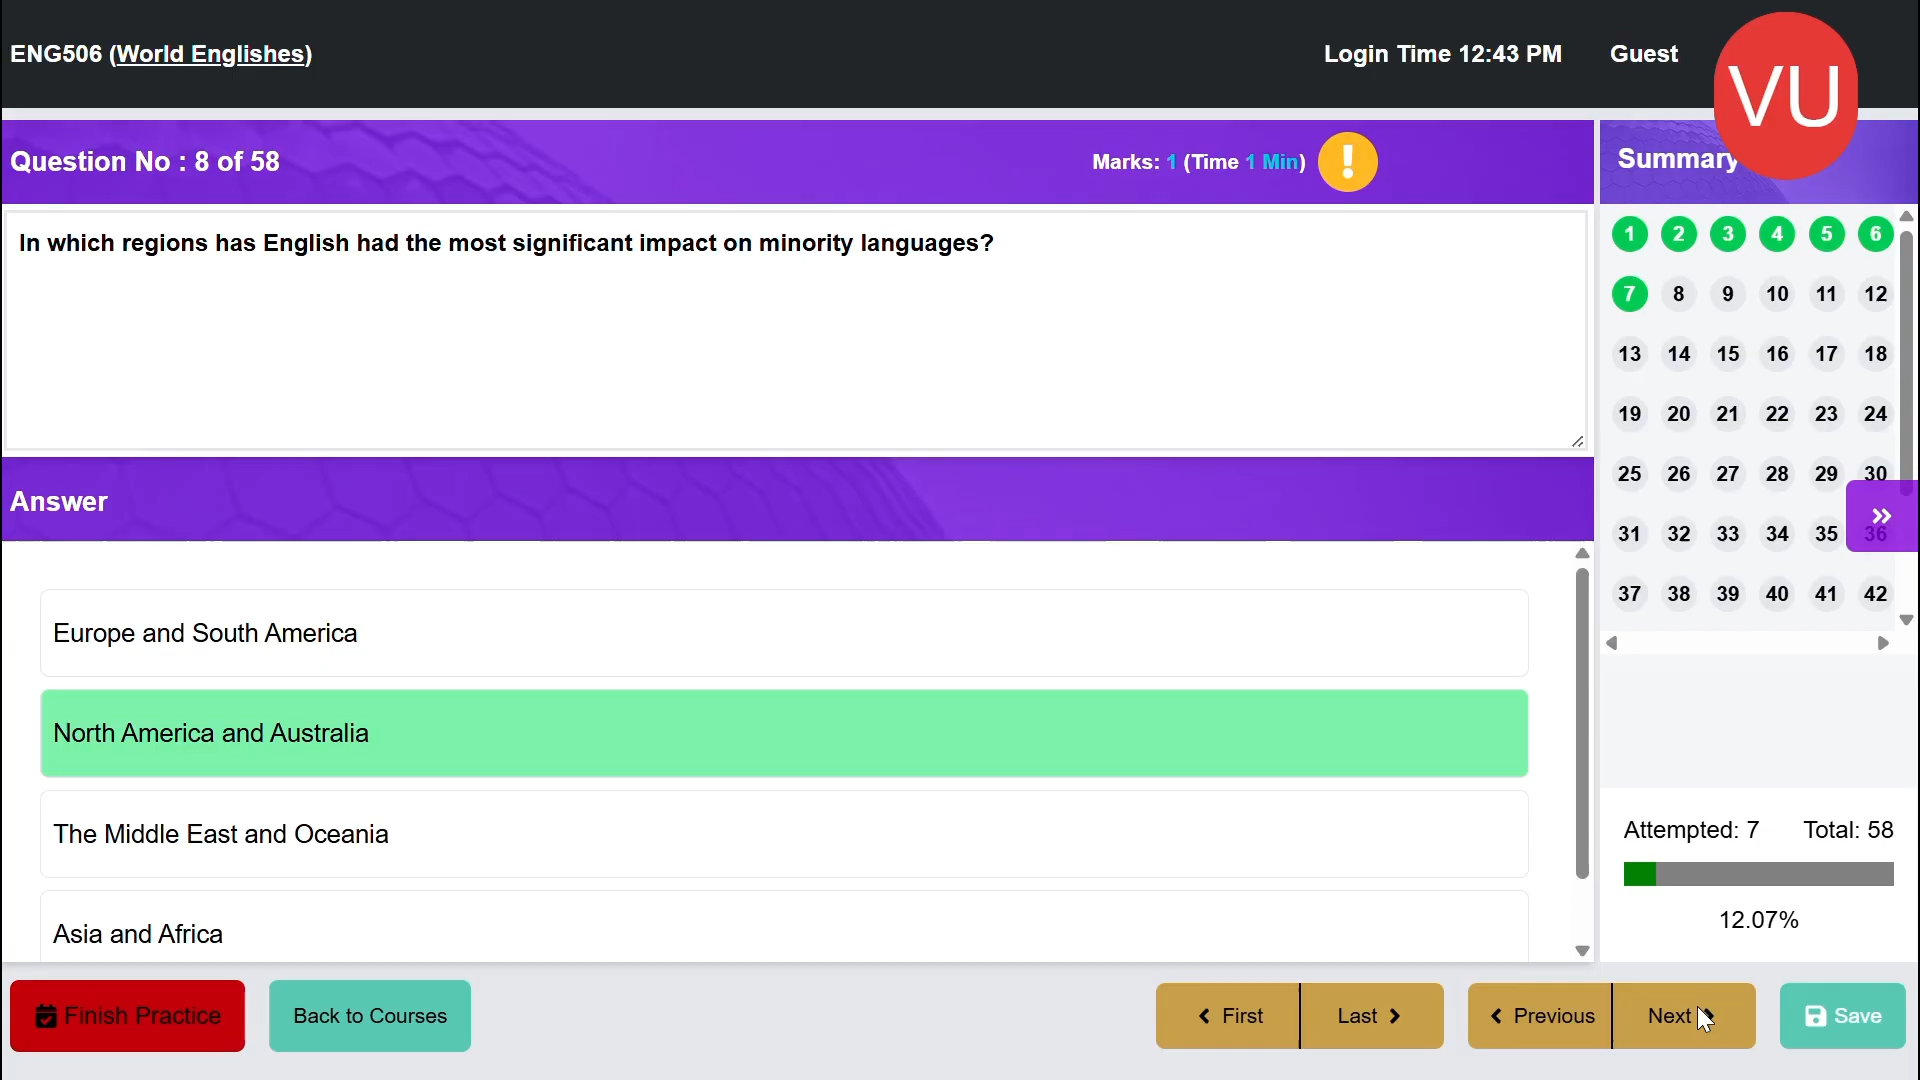 ENG506 (World Englishes)
Login Time 12:43 PM
Guest
VU
Question No : 8 of 58
Marks: 1 (Time 1 Min)
!
Summary
In which regions has English had the most significant impact on minority languages?
1 2 3 4 5 6
7 8 9 10 11 12
13 14 15 16 17 18
19 20 21 22 23 24
25 26 27 28 29 30
31 32 33 34 35 36
37 38 39 40 41 42
Answer
Europe and South America
North America and Australia
The Middle East and Oceania
Asia and Africa
Attempted: 7 Total: 58
12.07%
Finish Practice
Back to Courses
First
Last
Previous
Next
Save